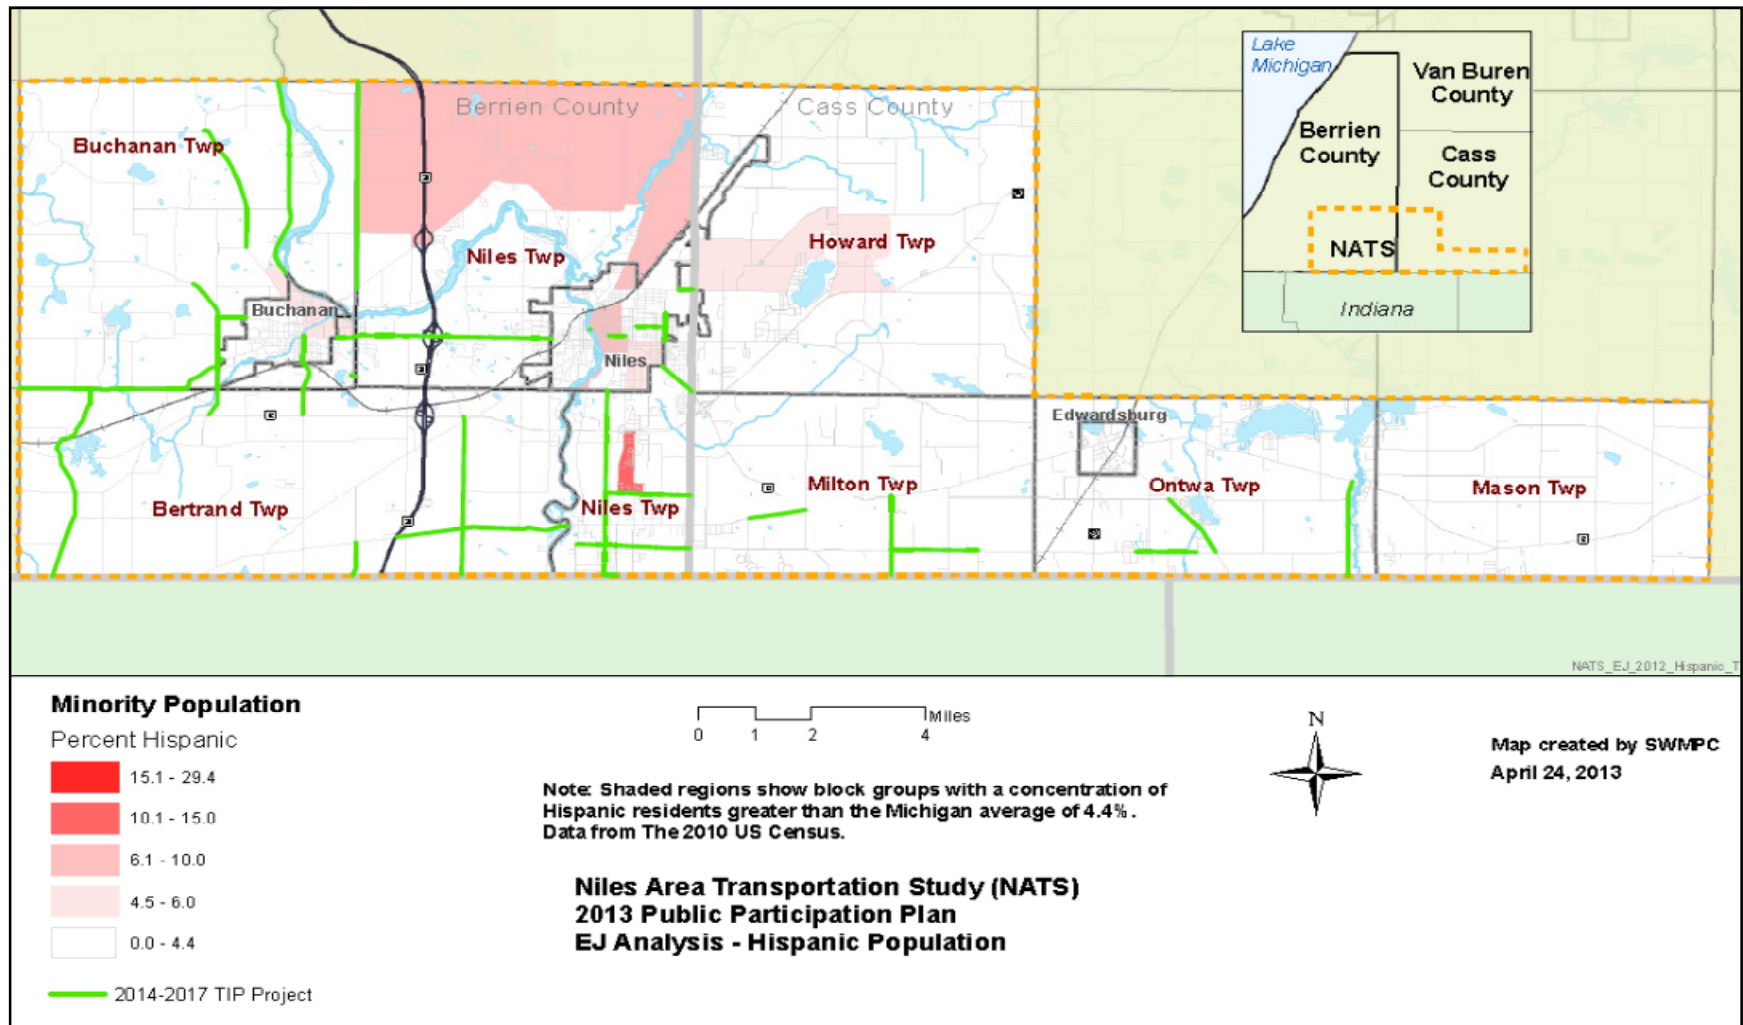 Berrien County
Cass County
Buchanan Twp
Niles Twp
Howard Twp
Buchanan
Niles
Edwardsburg
Bertrand Twp
Niles Twp
Milton Twp
Ontwa Twp
Mason Twp
Lake
Michigan
Van Buren
County
Berrien
County
Cass
County
NATS
Indiana
NATS_EJ_2012_Hispanic_T
Minority Population
Percent Hispanic
15.1 - 29.4
10.1 - 15.0
6.1 - 10.0
4.5 - 6.0
0.0 - 4.4
2014-2017 TIP Project
Miles
0 1 2 4
Note: Shaded regions show block groups with a concentration of
Hispanic residents greater than the Michigan average of 4.4%.
Data from The 2010 US Census.
Niles Area Transportation Study (NATS)
2013 Public Participation Plan
EJ Analysis - Hispanic Population
N
Map created by SWMPC
April 24, 2013